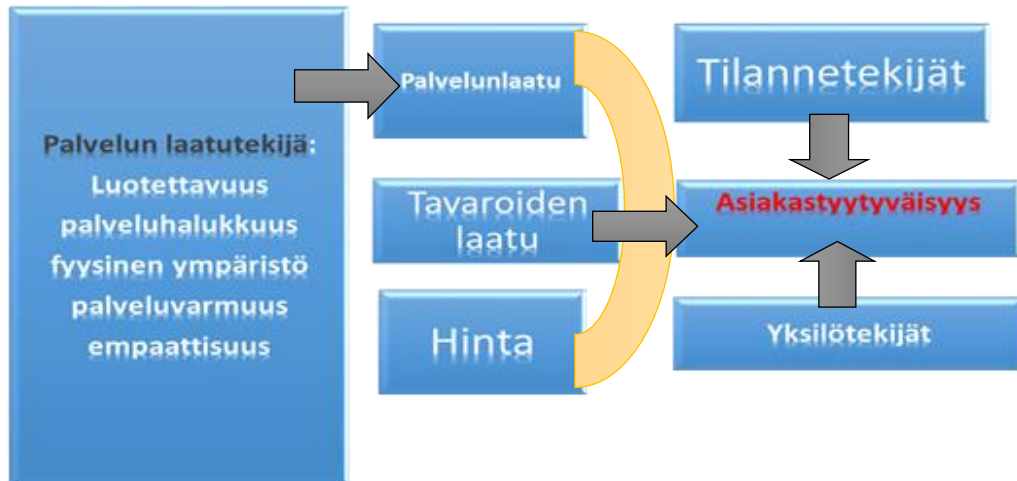 Palvelun laatutekijä:
Luotettavuus
palveluhalukkuus
fyysinen ympäristö
palveluvarmuus
empaattisuus
Palvelunlaatu
Tavaroiden
laatu
Hinta
Tilannetekijät
Asiakastyytyväisyys
Yksilötekijät